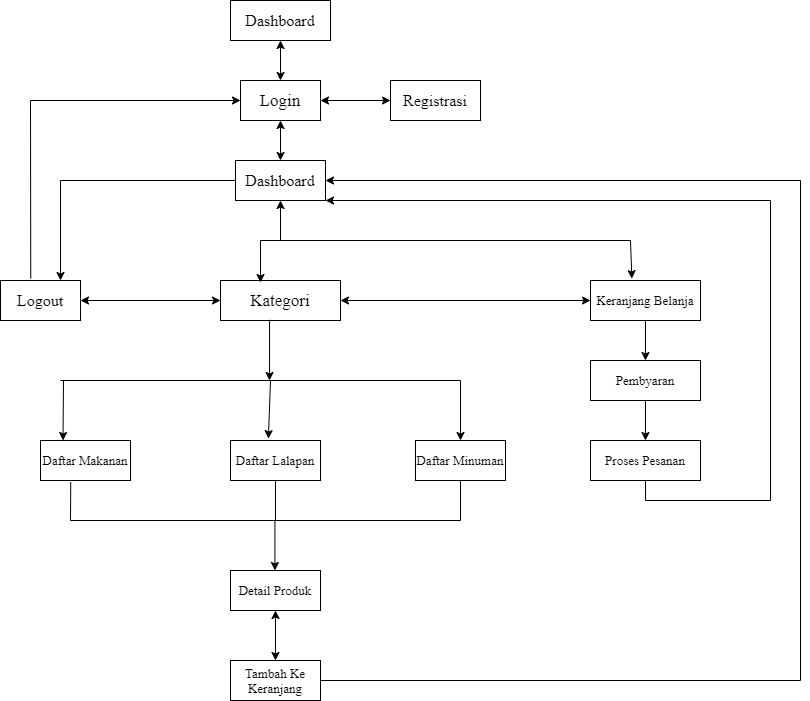 Dashboard
Login
Registrasi
Dashboard
Logout
Kategori
Keranjang Belanja
Pembyaran
Daftar Makanan
Daftar Lalapan
Daftar Minuman
Proses Pesanan
Detail Produk
Tambah Ke
Keranjang